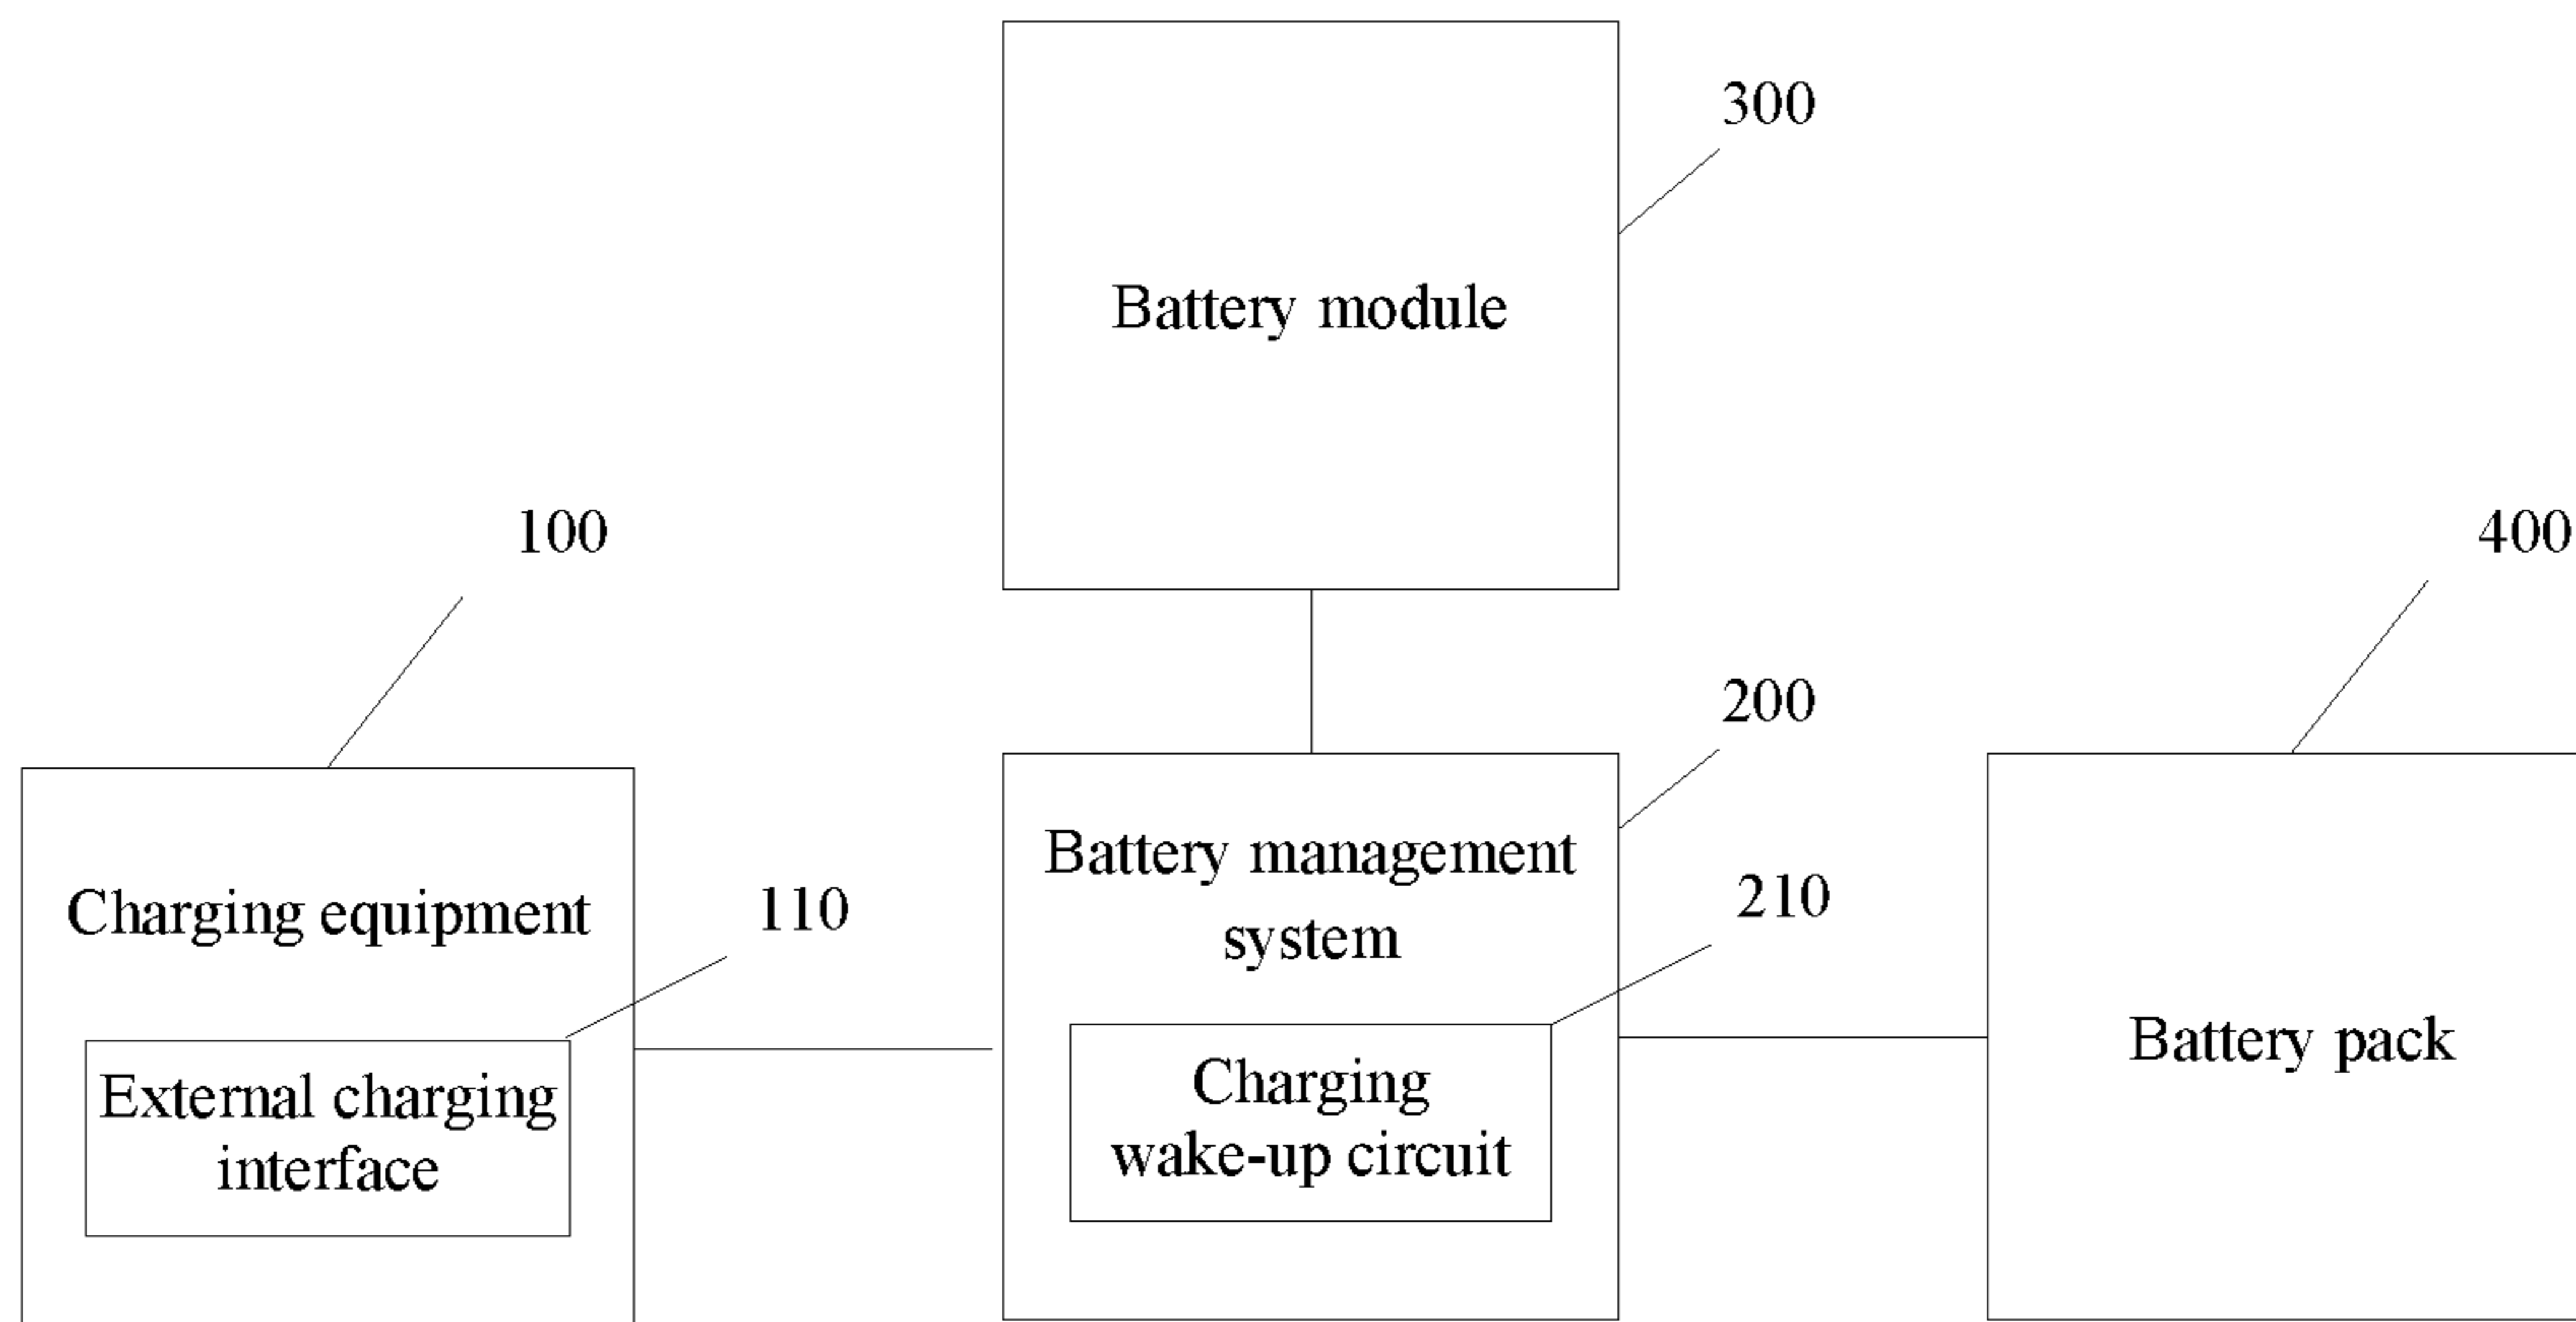 300
Battery module
100
400
200
Battery management
system
210
Charging equipment
110
Battery pack
External charging
interface
Charging
wake-up circuit